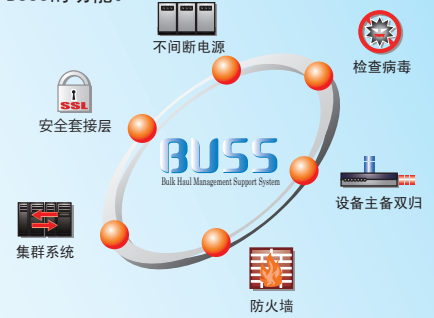 不间断电源
检查病毒
SSL
安全套接层
BUSS
Bulk Haul Management Support System
设备主备双归
集群系统
防火墙